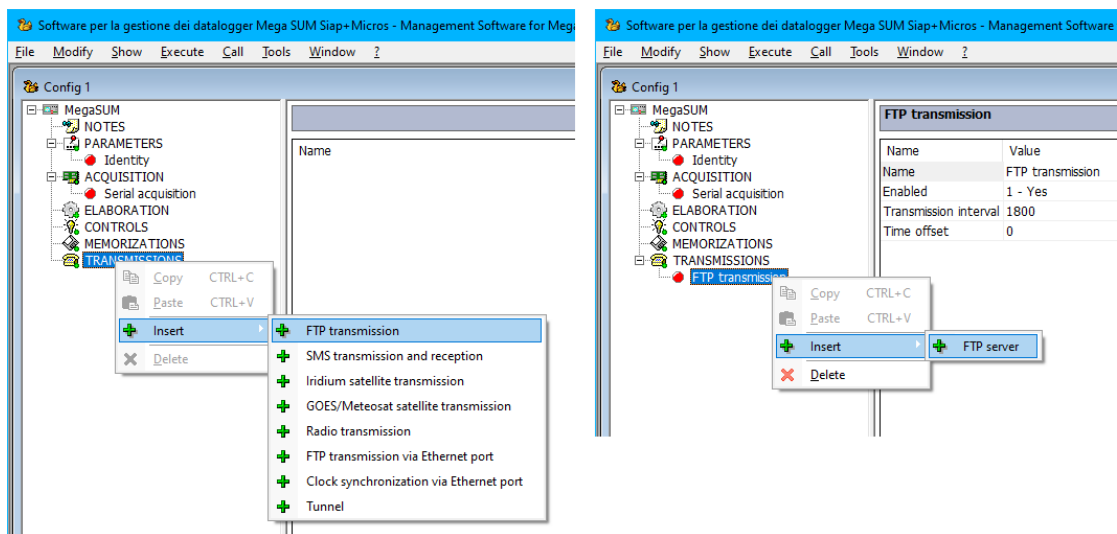 Software per la gestione dei datalogger Mega SUM Siap+Micros - Management Software for Meg
File Modify Show Execute Call Tools Window ?
Config 1
MegaSUM
NOTES
PARAMETERS
Identity
ACQUISITION
Serial acquisition
ELABORATION
CONTROLS
MEMORIZATIONS
TRANSMISSIONS
Name
Copy CTRL+C
Paste CTRL+V
Insert
Delete
FTP transmission
SMS transmission and reception
Iridium satellite transmission
GOES/Meteosat satellite transmission
Radio transmission
FTP transmission via Ethernet port
Clock synchronization via Ethernet port
Tunnel
Software per la gestione dei datalogger Mega SUM Siap+Micros - Management Software
File Modify Show Execute Call Tools Window ?
Config 1
MegaSUM
NOTES
PARAMETERS
Identity
ACQUISITION
Serial acquisition
ELABORATION
CONTROLS
MEMORIZATIONS
TRANSMISSIONS
FTP transmission
FTP transmission
Name Value
Name FTP transmission
Enabled 1 - Yes
Transmission interval 1800
Time offset 0
Copy CTRL+C
Paste CTRL+V
Insert
Delete
FTP server